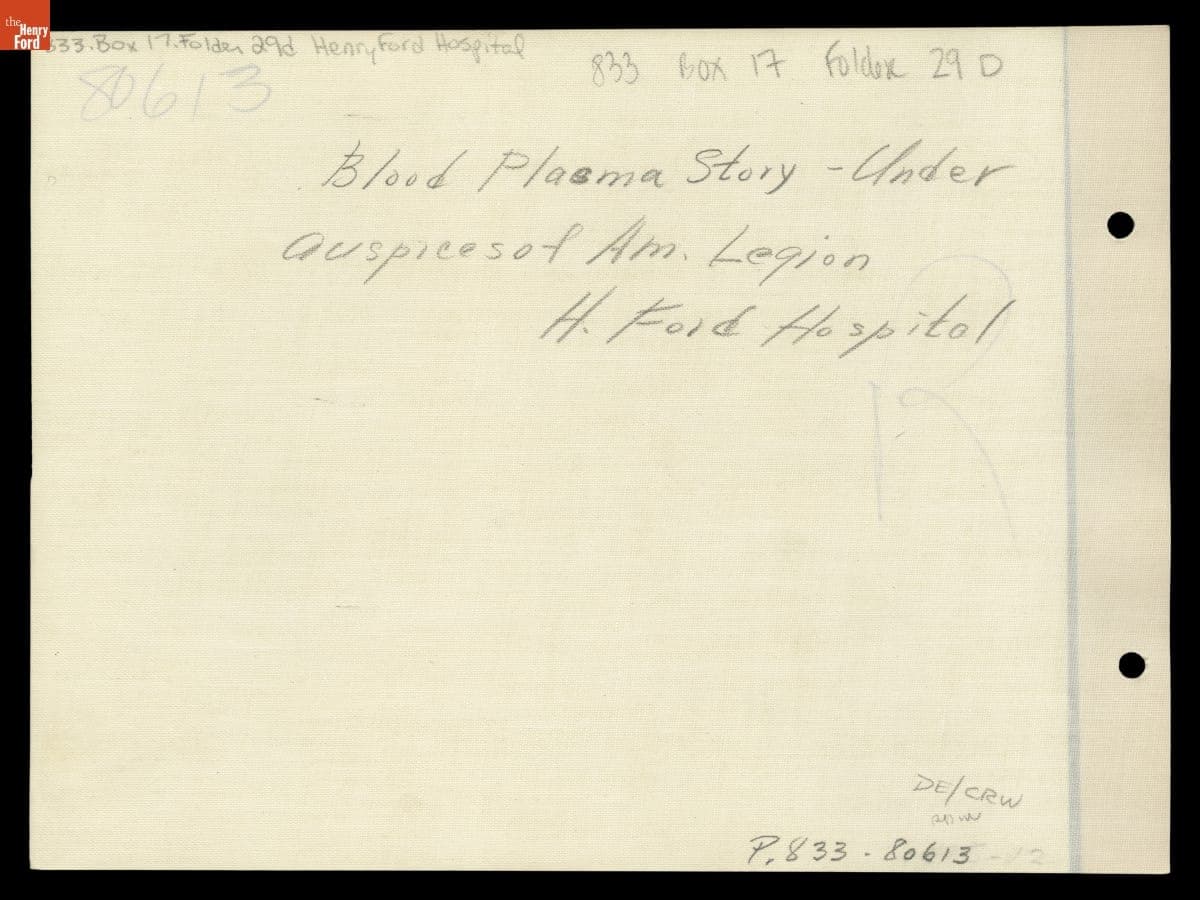 the
Henry
Ford
833.Box 17.Folder 29d Henry Ford Hospital
833 Box 17 Folder 29 D
80613
Blood Plasma Story - Under
auspices of Am. Legion
H. Ford Hospital
R
DE/CRW
P.833-80613